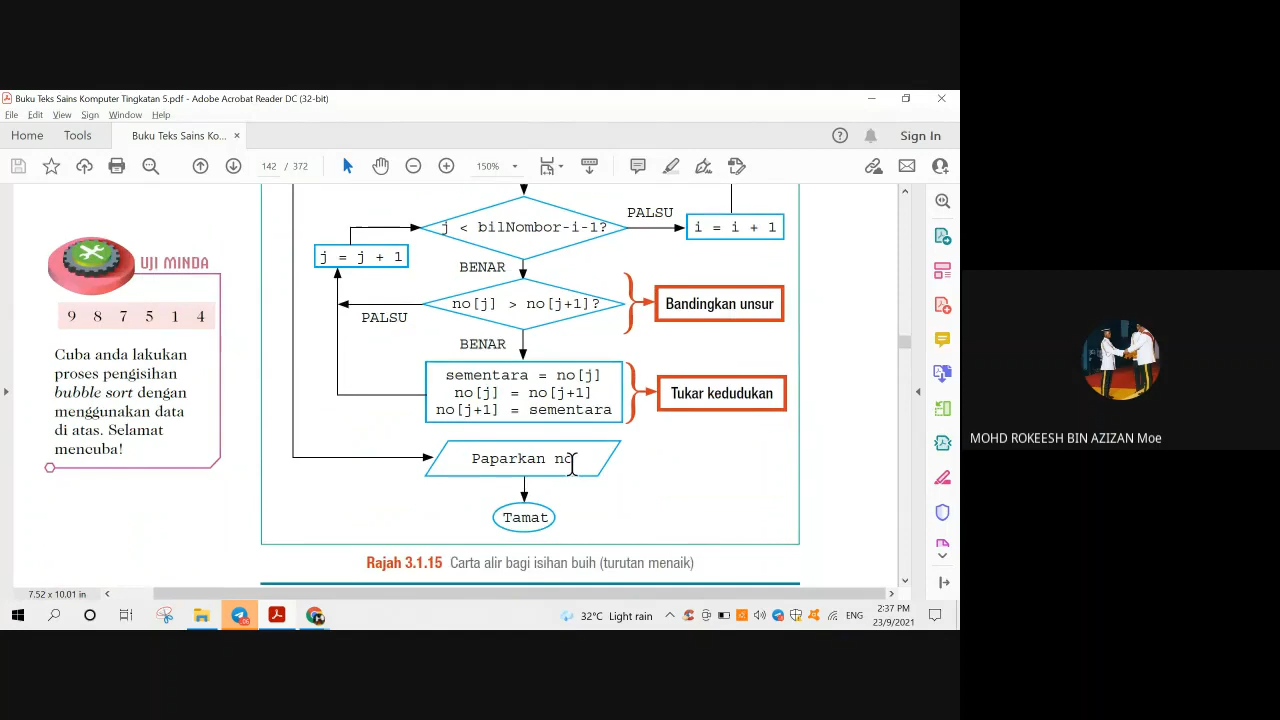 Buku Teks Sains Komputer Tingkatan 5.pdf - Adobe Acrobat Reader DC (32-bit)
File Edit View Sign Window Help
Home Tools Buku Teks Sains Ko... × Sign In
142 / 372 150%
PALSU
j < bilNombor-i-1?
i = i + 1
j = j + 1
BENAR
UJI MINDA
no[j] > no[j+1]?
Bandingkan unsur
9 8 7 5 1 4
PALSU
BENAR
Cuba anda lakukan
proses pengisihan
bubble sort dengan
menggunakan data
di atas. Selamat
mencuba!
sementara = no[j]
no[j] = no[j+1]
no[j+1] = sementara
Tukar kedudukan
Paparkan no
Tamat
Rajah 3.1.15 Carta alir bagi isihan buih (turutan menaik)
7.52 x 10.01 in
32°C Light rain
ENG
2:37 PM
23/9/2021
MOHD ROKEESH BIN AZIZAN Moe